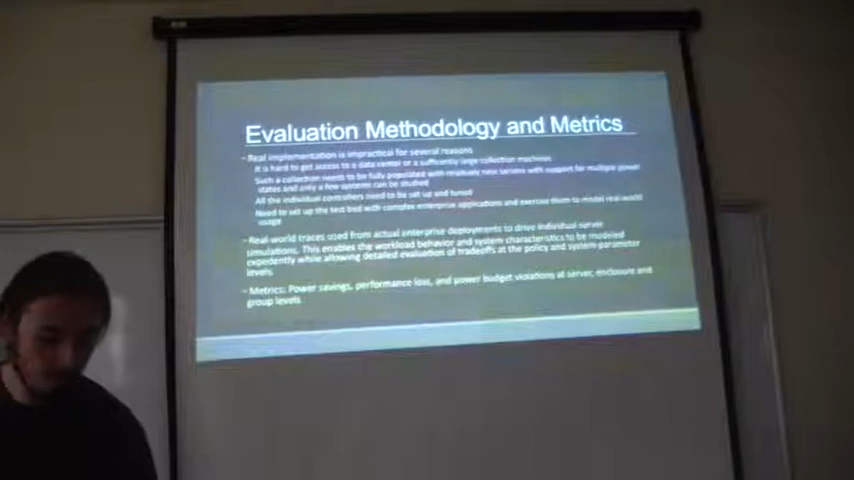 Evaluation Methodology and Metrics
Real implementation is impractical for several reasons
It is hard to get access to a data center or a sufficiently large collection machines
Such a collection needs to be fully populated with relatively new servers with support for multiple power
states and only a few systems can be studied
All the individual controllers need to be set up and tuned
Need to set up the test bed with complex enterprise applications and exercise them to model real-world
usage
Real-world traces used from actual enterprise deployments to drive individual server
simulations. This enables the workload behavior and system characteristics to be modeled
expediently while allowing detailed evaluation of tradeoffs at the policy and system-parameter
levels.
Metrics: Power savings, performance loss, and power budget violations at server, enclosure and
group levels.